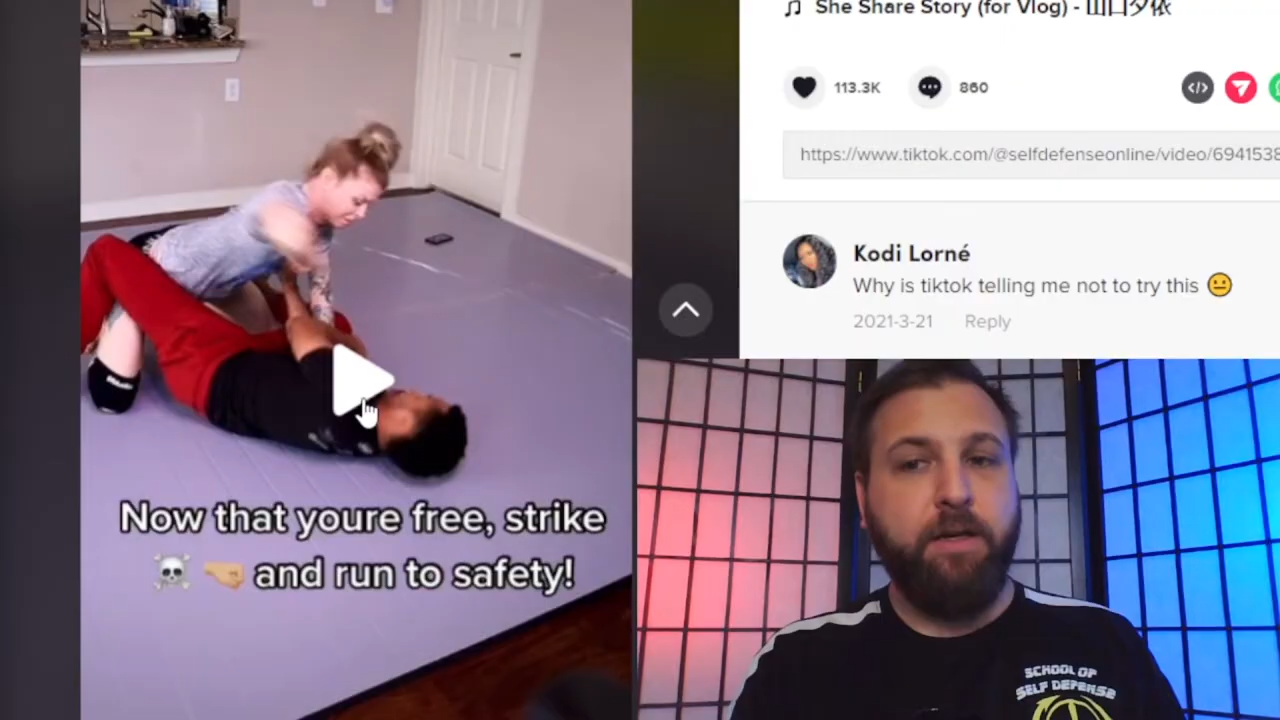 She Share Story (for Vlog) - 山口夕依
113.3K
860
https://www.tiktok.com/@selfdefenseonline/video/6941538
Kodi Lorné
Why is tiktok telling me not to try this 😐
2021-3-21 Reply
Now that youre free, strike
☠️ 🤜 and run to safety!
SCHOOL OF
SELF DEFENSE